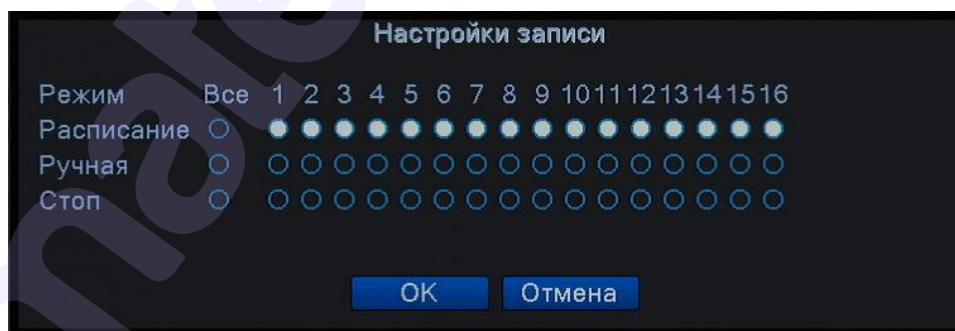 Настройки записи
Режим Все 1 2 3 4 5 6 7 8 9 10 11 12 13 14 15 16
Расписание
Ручная
Стоп
OK Отмена